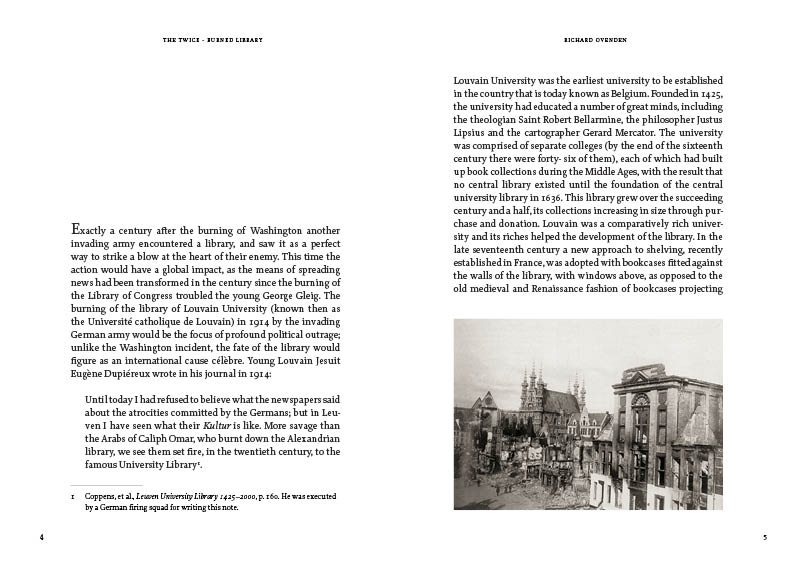 THE TWICE - BURNED LIBRARY
Exactly a century after the burning of Washington another
invading army encountered a library, and saw it as a perfect
way to strike a blow at the heart of their enemy. This time the
action would have a global impact, as the means of spreading
news had been transformed in the century since the burning of
the Library of Congress troubled the young George Gleig. The
burning of the library of Louvain University (known then as
the Université catholique de Louvain) in 1914 by the invading
German army would be the focus of profound political outrage;
unlike the Washington incident, the fate of the library would
figure as an international cause célèbre. Young Louvain Jesuit
Eugène Dupiéreux wrote in his journal in 1914:
Until today I had refused to believe what the newspapers said
about the atrocities committed by the Germans; but in Leu-
ven I have seen what their Kultur is like. More savage than
the Arabs of Caliph Omar, who burnt down the Alexandrian
library, we see them set fire, in the twentieth century, to the
famous University Library¹.
1 Coppens, et al., Leuven University Library 1425–2000, p. 160. He was executed
by a German firing squad for writing this note.
4
RICHARD OVENDEN
Louvain University was the earliest university to be established
in the country that is today known as Belgium. Founded in 1425,
the university had educated a number of great minds, including
the theologian Saint Robert Bellarmine, the philosopher Justus
Lipsius and the cartographer Gerard Mercator. The university
was comprised of separate colleges (by the end of the sixteenth
century there were forty- six of them), each of which had built
up book collections during the Middle Ages, with the result that
no central library existed until the foundation of the central
university library in 1636. This library grew over the succeeding
century and a half, its collections increasing in size through pur-
chase and donation. Louvain was a comparatively rich univer-
sity and its riches helped the development of the library. In the
late seventeenth century a new approach to shelving, recently
established in France, was adopted with bookcases fitted against
the walls of the library, with windows above, as opposed to the
old medieval and Renaissance fashion of bookcases projecting
5